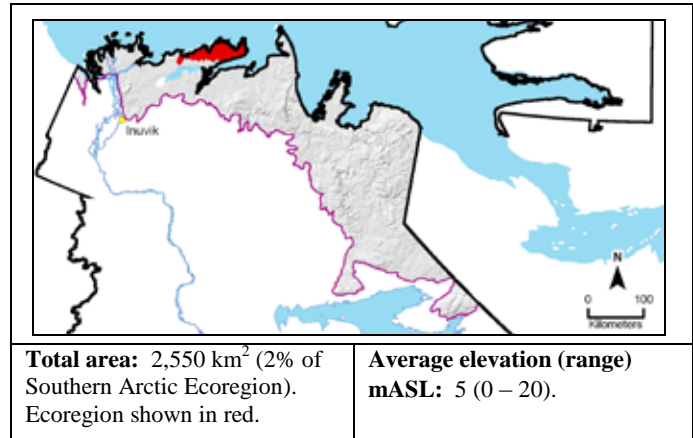 Inuvik
N
0 100
Kilometers
Total area: 2,550 km² (2% of
Southern Arctic Ecoregion).
Ecoregion shown in red.
Average elevation (range)
mASL: 5 (0 – 20).